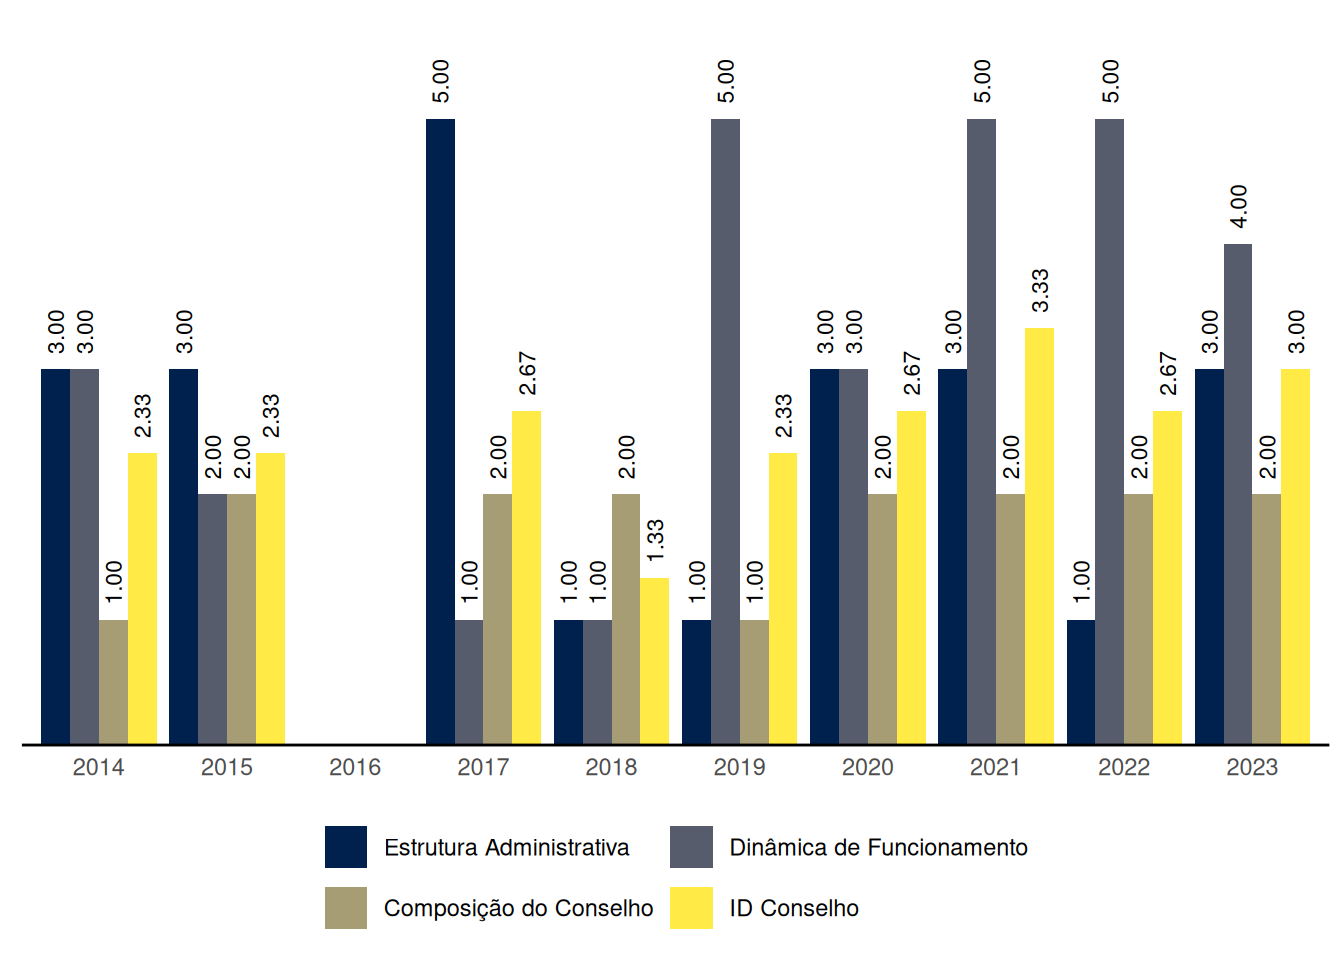 5.00 5.00 5.00 5.00
4.00
3.33
3.00 3.00 3.00 3.00 3.00 3.00 3.00 3.00
2.67 2.67 2.67
2.33 2.33 2.33
2.00 2.00 2.00 2.00 2.00 2.00 2.00 2.00
1.33
1.00 1.00 1.00 1.00 1.00 1.00 1.00
2014 2015 2016 2017 2018 2019 2020 2021 2022 2023
Estrutura Administrativa Dinâmica de Funcionamento
Composição do Conselho ID Conselho